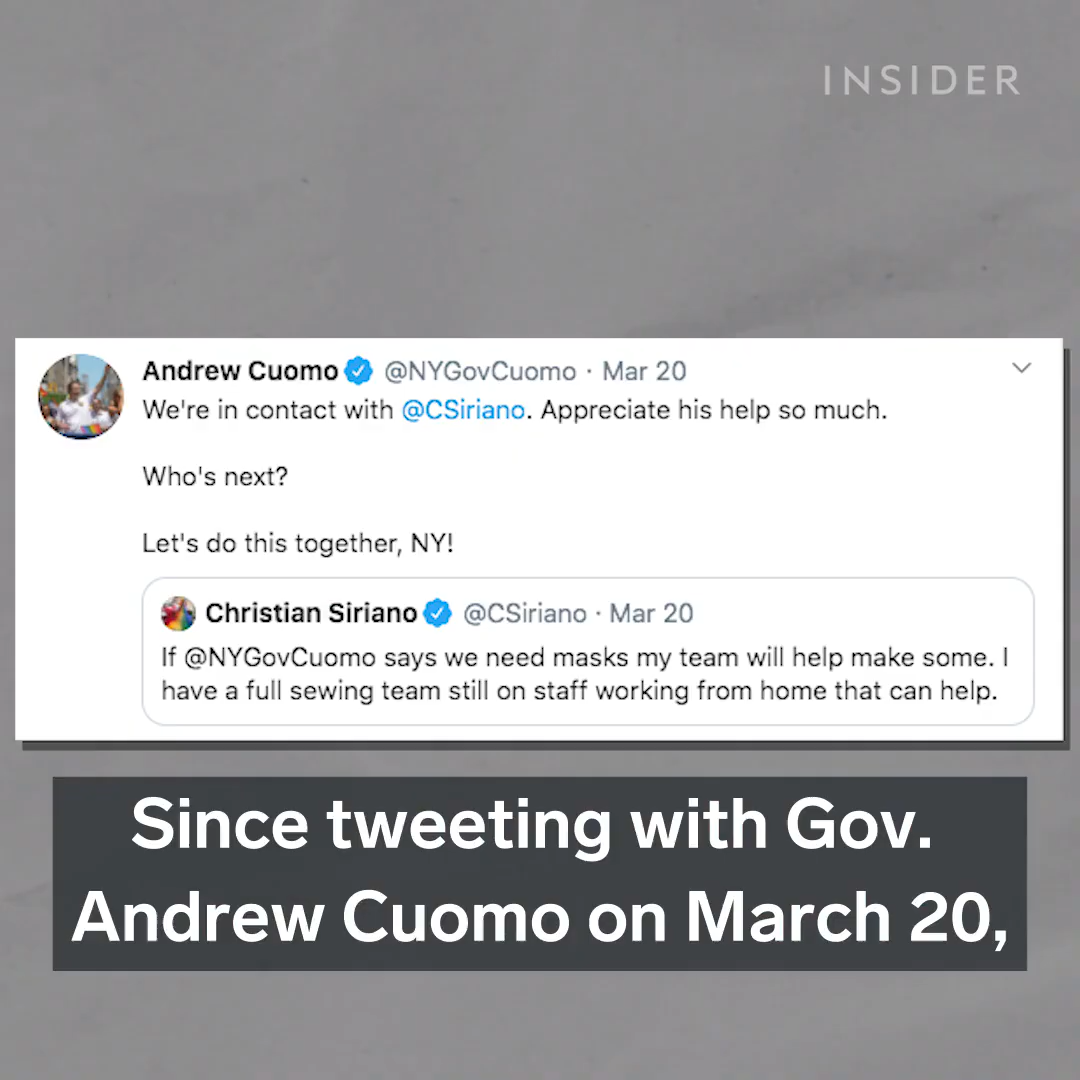 INSIDER
Andrew Cuomo @NYGovCuomo · Mar 20
We're in contact with @CSiriano. Appreciate his help so much.
Who's next?
Let's do this together, NY!
Christian Siriano @CSiriano · Mar 20
If @NYGovCuomo says we need masks my team will help make some. I
have a full sewing team still on staff working from home that can help.
Since tweeting with Gov.
Andrew Cuomo on March 20,